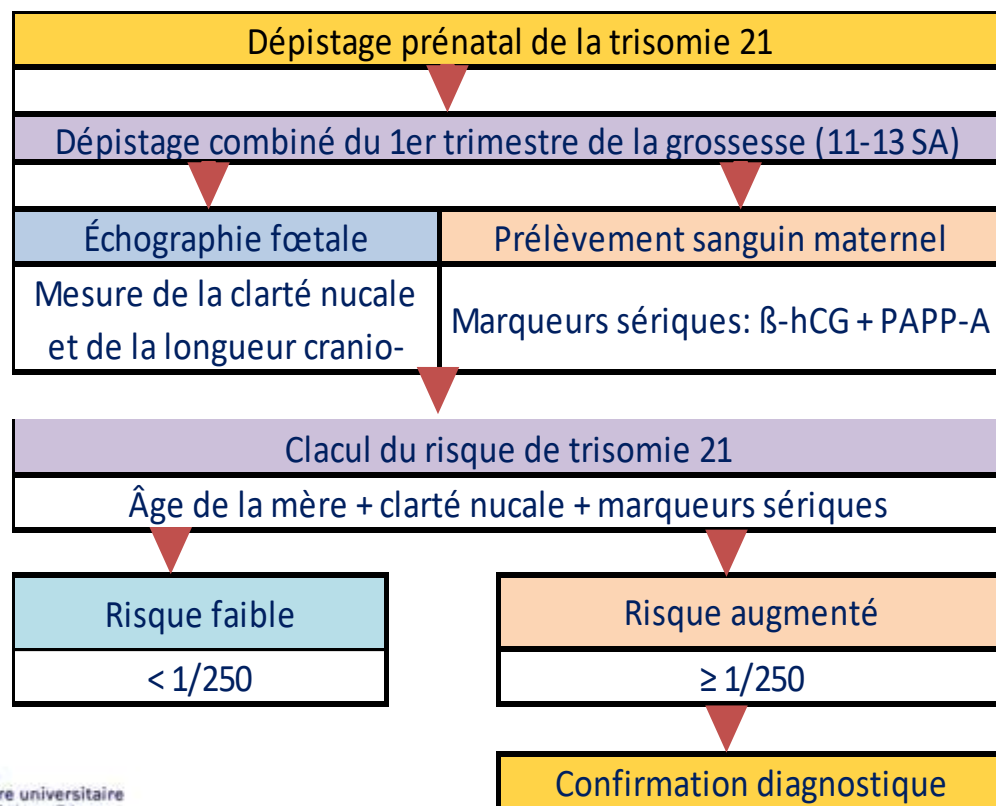 Dépistage prénatal de la trisomie 21
Dépistage combiné du 1er trimestre de la grossesse (11-13 SA)
Échographie fœtale
Prélèvement sanguin maternel
Mesure de la clarté nucale
et de la longueur cranio-
Marqueurs sériques: ß-hCG + PAPP-A
Clacul du risque de trisomie 21
Âge de la mère + clarté nucale + marqueurs sériques
Risque faible
Risque augmenté
< 1/250
≥ 1/250
Confirmation diagnostique
re universitaire